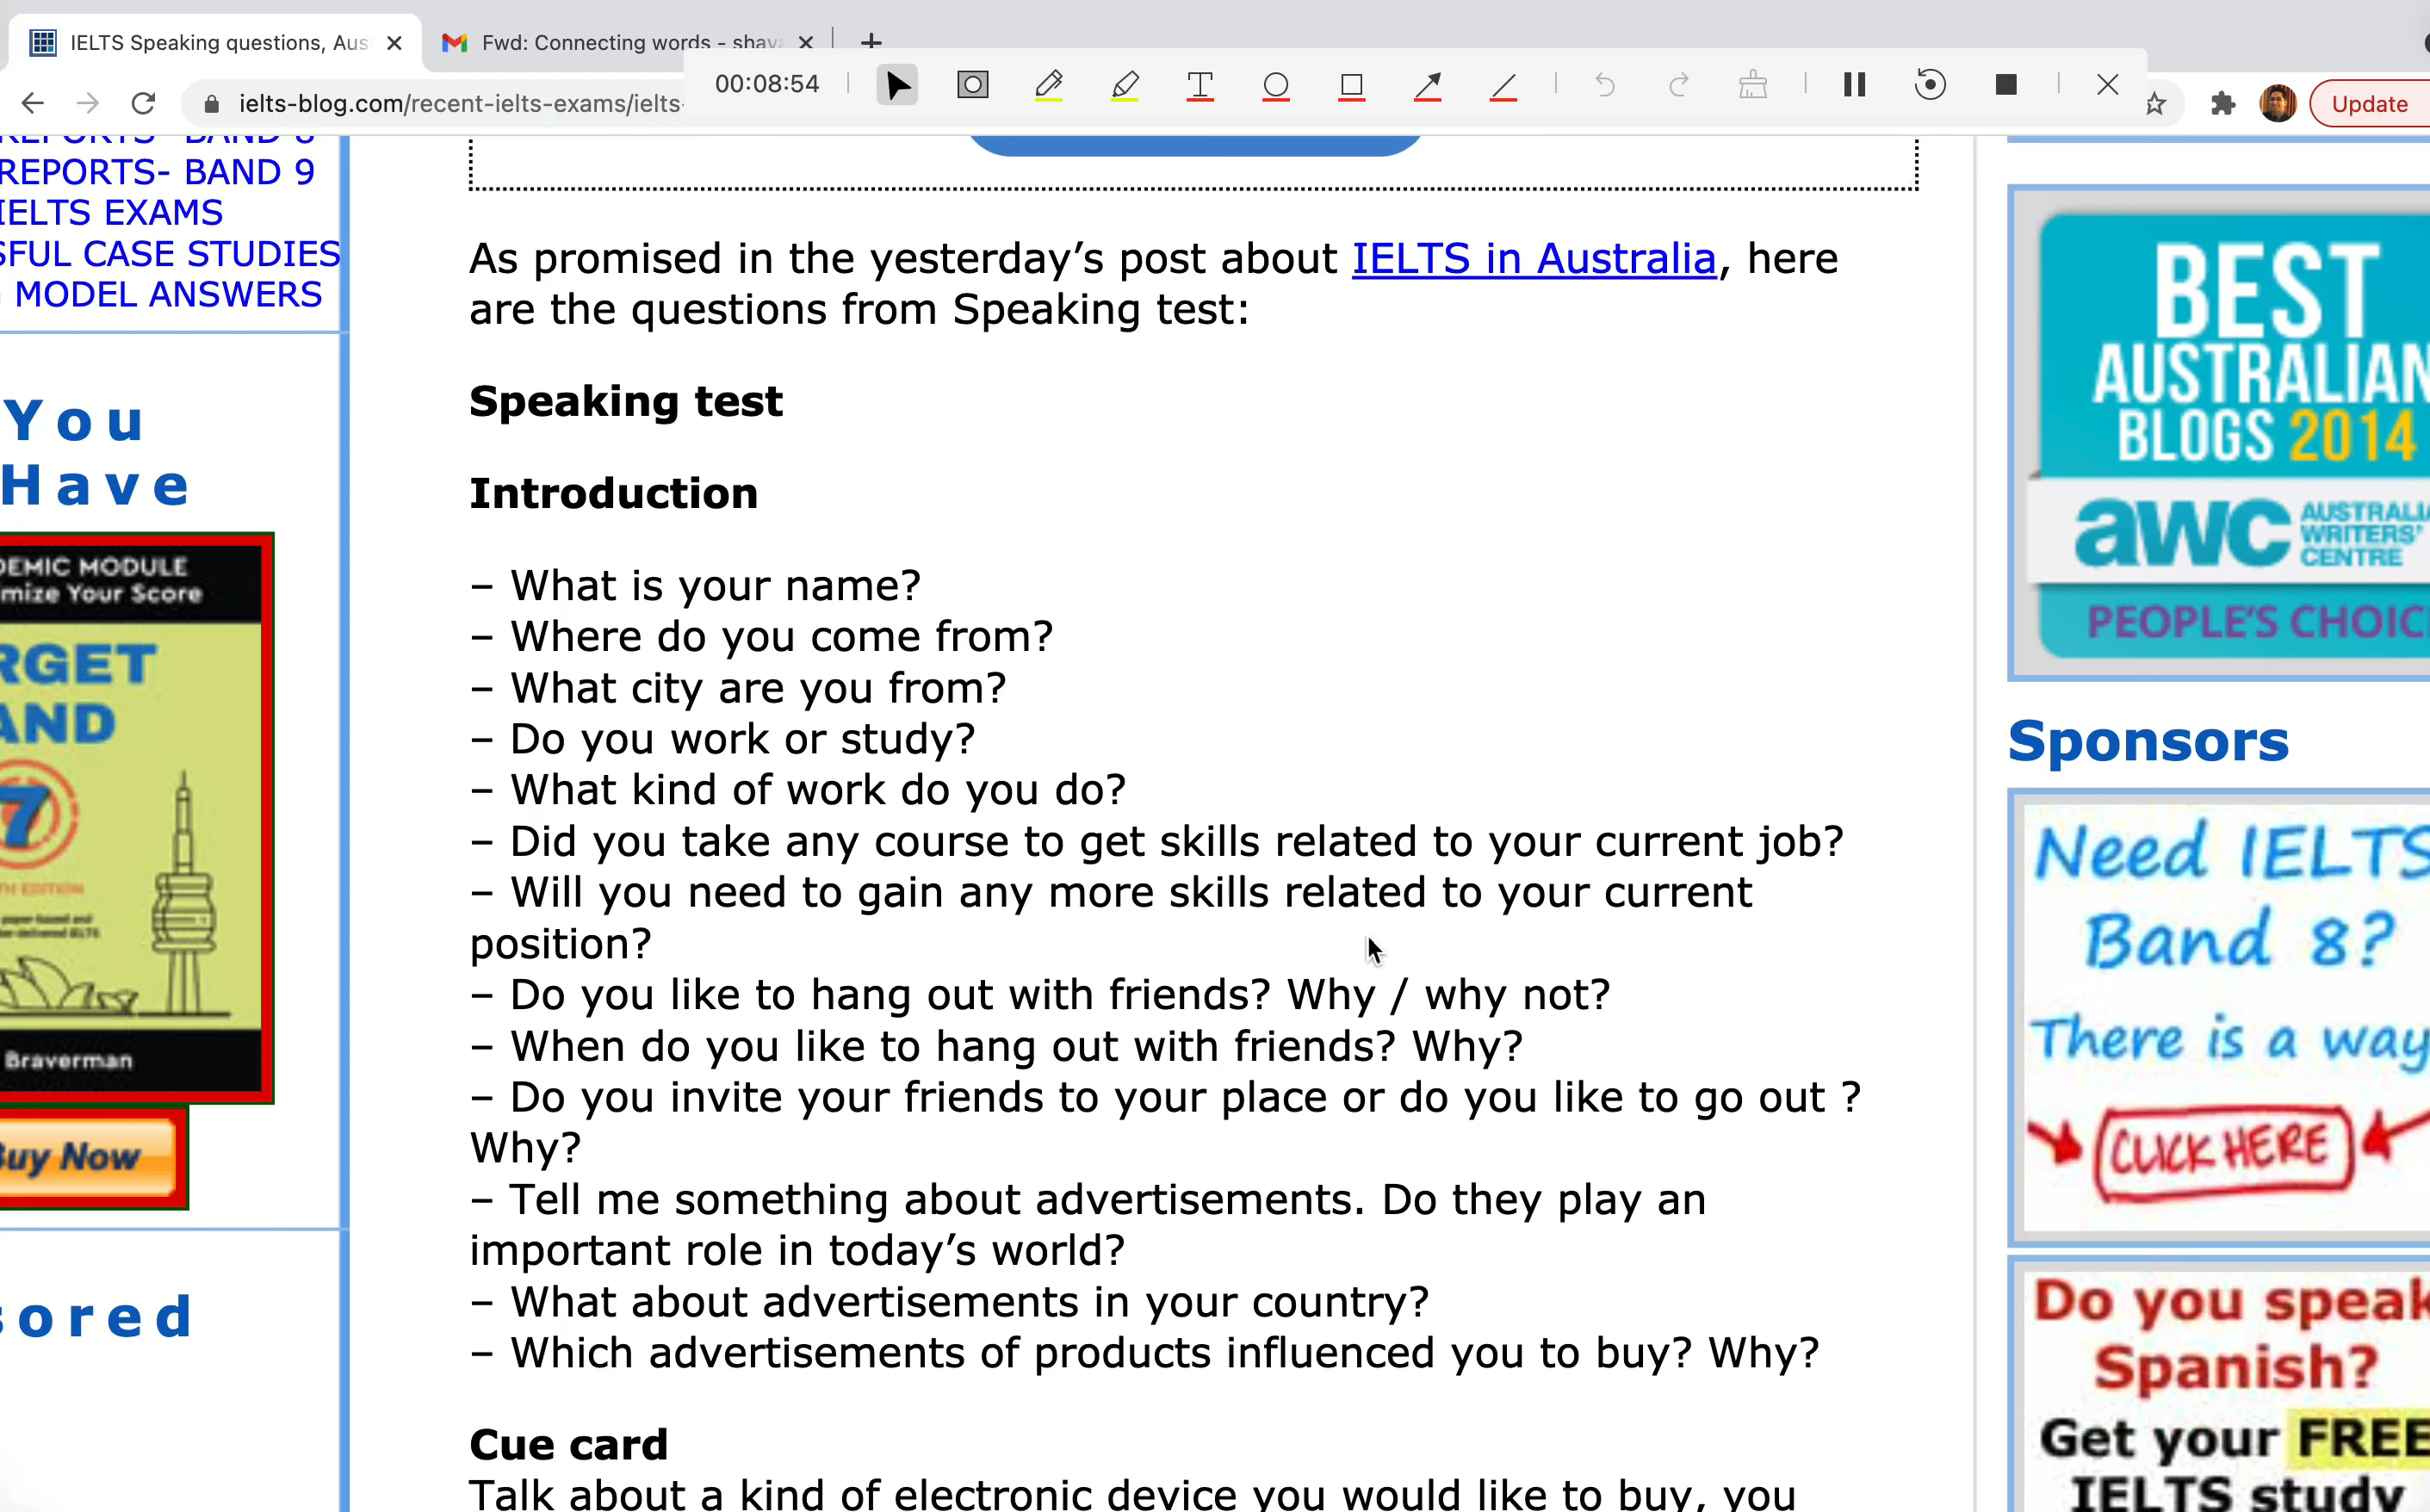 IELTS Speaking questions, Aus
Fwd: Connecting words - shava
00:08:54
ielts-blog.com/recent-ielts-exams/ielts-
Update
REPORTS- BAND 9
IELTS EXAMS
SFUL CASE STUDIES
MODEL ANSWERS
You
Have
DEMIC MODULE
mize Your Score
RGET
AND
7
TH EDITION
Braverman
Buy Now
sored
As promised in the yesterday's post about IELTS in Australia, here
are the questions from Speaking test:
Speaking test
Introduction
– What is your name?
– Where do you come from?
– What city are you from?
– Do you work or study?
– What kind of work do you do?
– Did you take any course to get skills related to your current job?
– Will you need to gain any more skills related to your current
position?
– Do you like to hang out with friends? Why / why not?
– When do you like to hang out with friends? Why?
– Do you invite your friends to your place or do you like to go out ?
Why?
– Tell me something about advertisements. Do they play an
important role in today's world?
– What about advertisements in your country?
– Which advertisements of products influenced you to buy? Why?
Cue card
Talk about a kind of electronic device you would like to buy, you
BEST
AUSTRALIAN
BLOGS 2014
awc AUSTRALIA
WRITERS'
CENTRE
PEOPLE'S CHOIC
Sponsors
Need IELTS
Band 8?
There is a way
CLICK HERE
Do you speak
Spanish?
Get your FREE
IELTS study